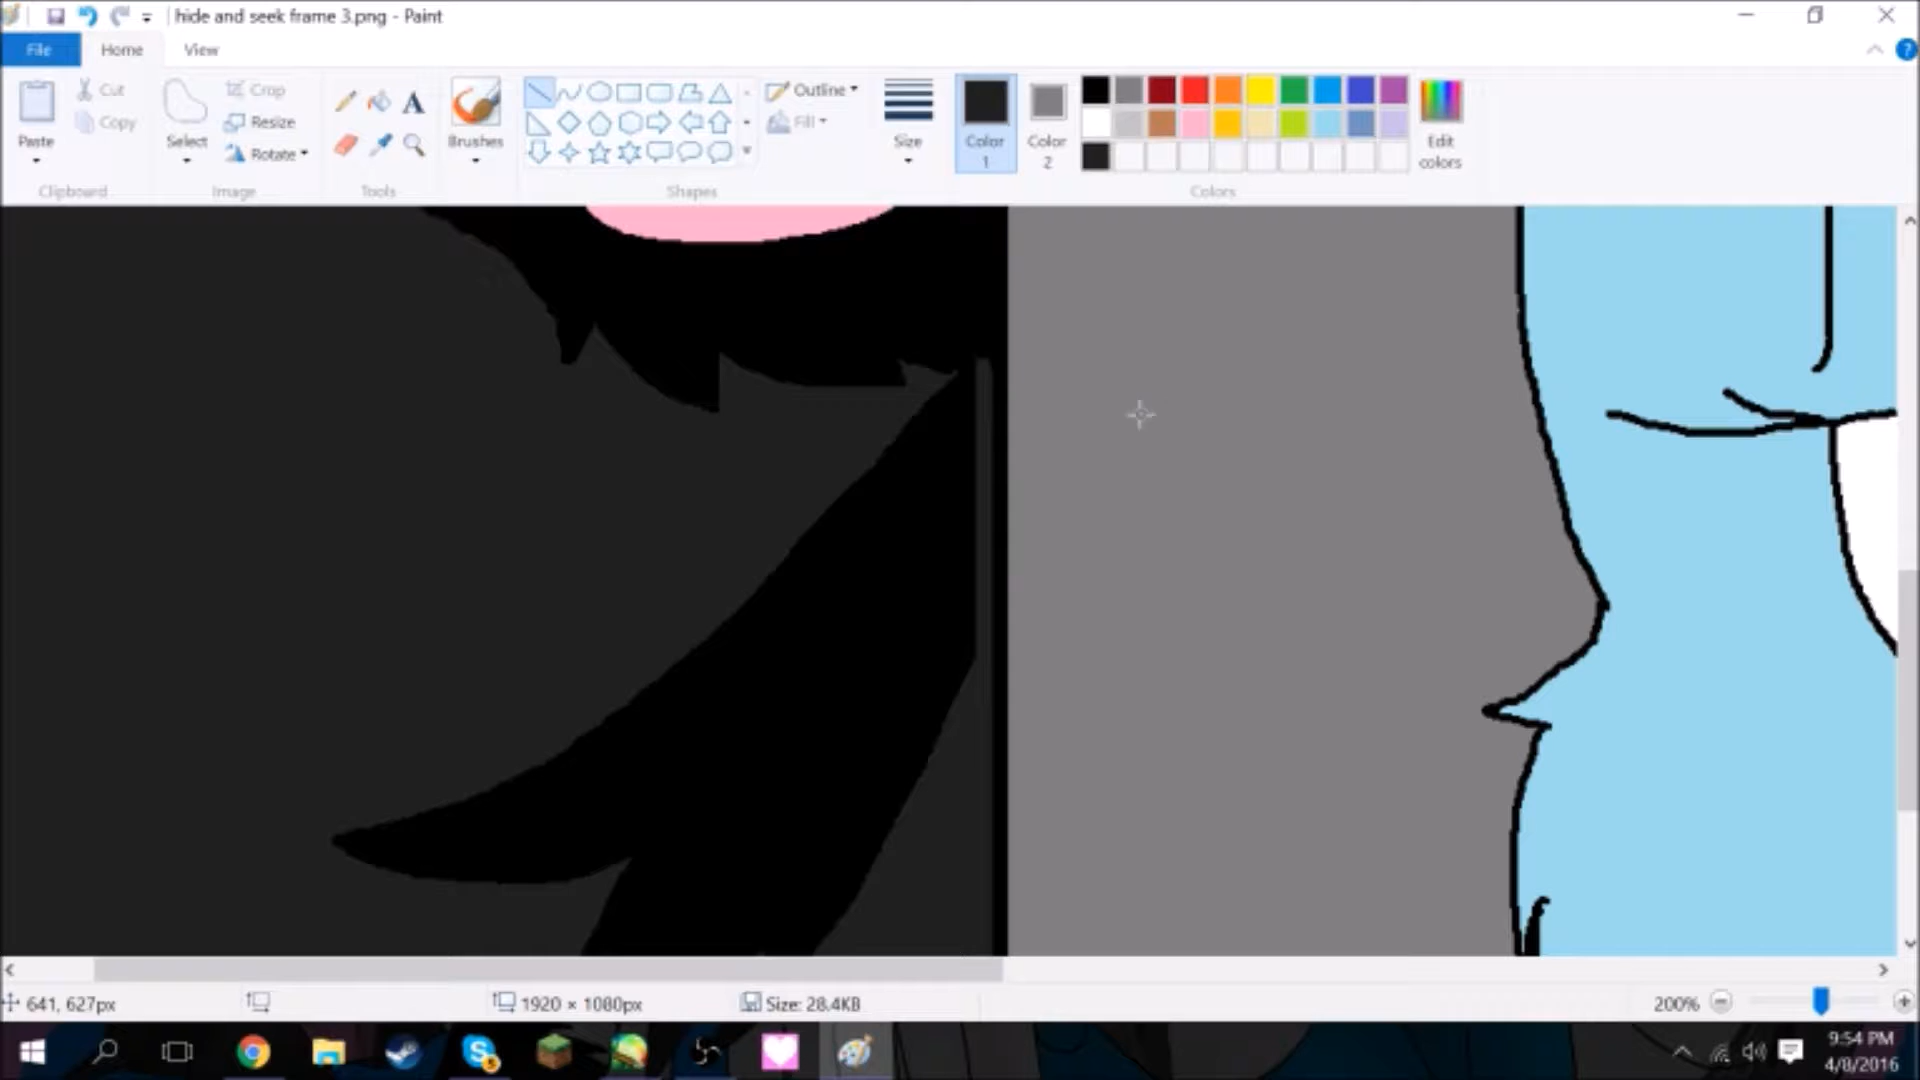 hide and seek frame 3.png - Paint
File Home View
Paste
Cut
Copy
Clipboard
Select
Crop
Resize
Rotate
Image
A
Tools
Brushes
Outline
Fill
Shapes
Size
Color 1
Color 2
Edit colors
Colors
641, 627px
1920 × 1080px
Size: 28.4KB
200%
9:54 PM
4/8/2016